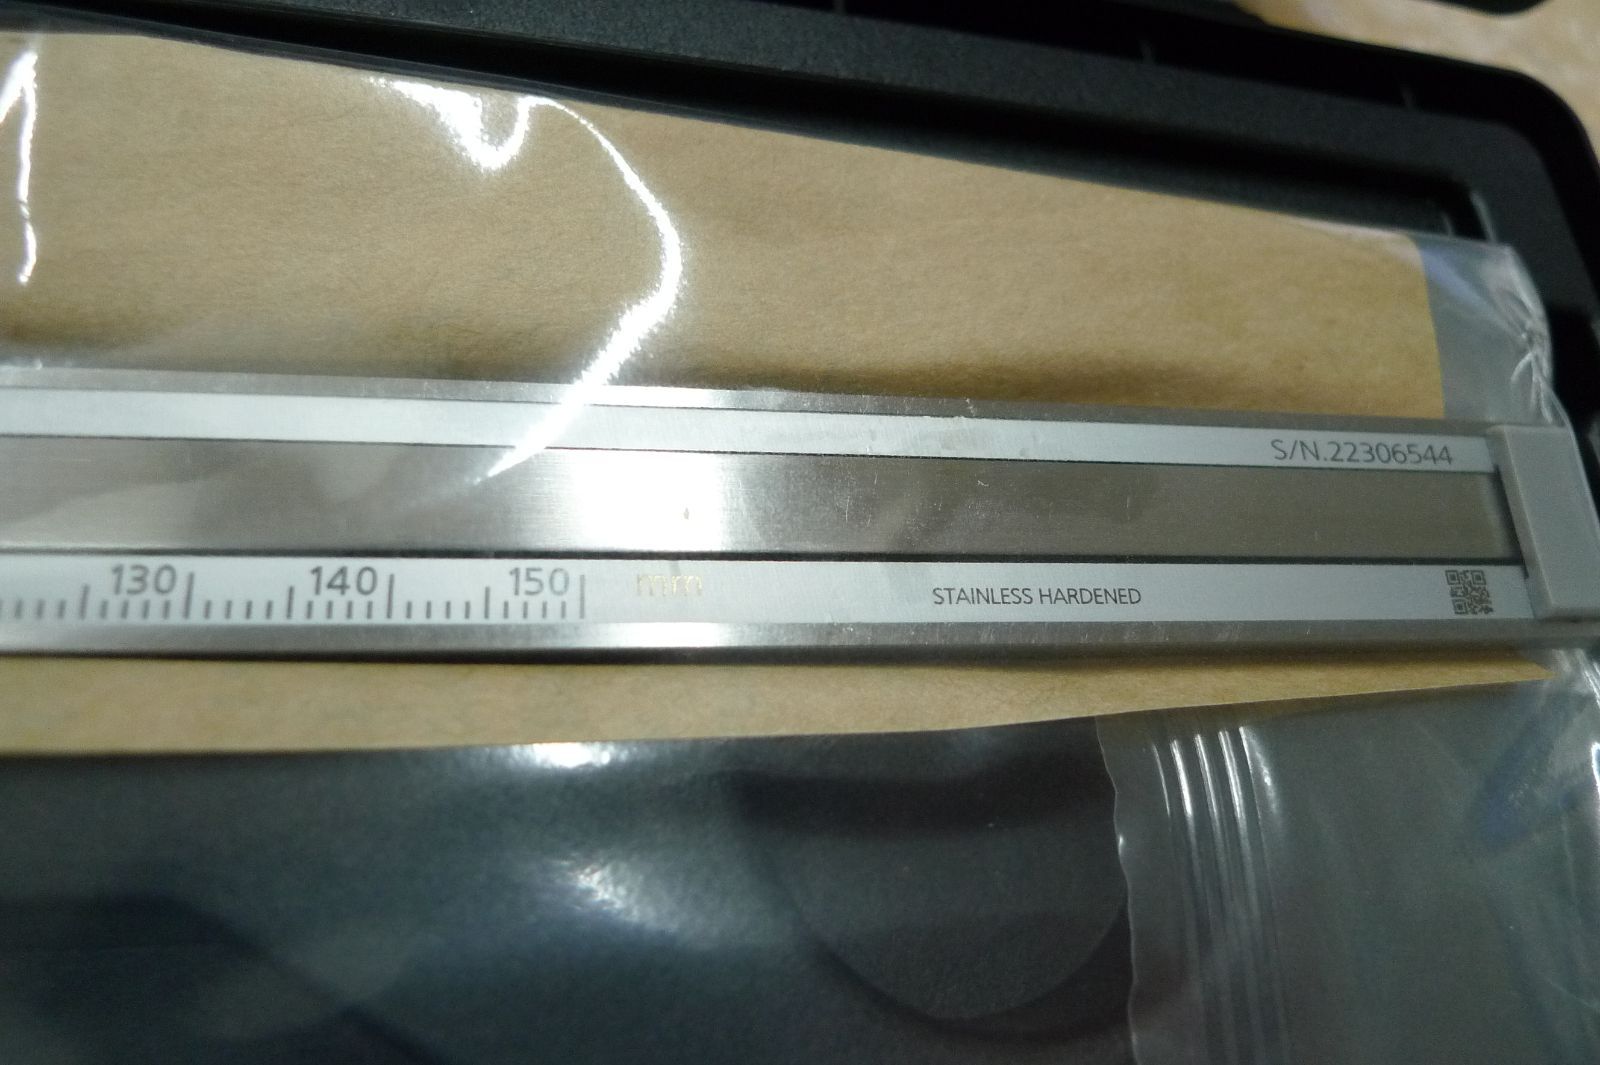 S/N.22306544
130 140 150 mm STAINLESS HARDENED